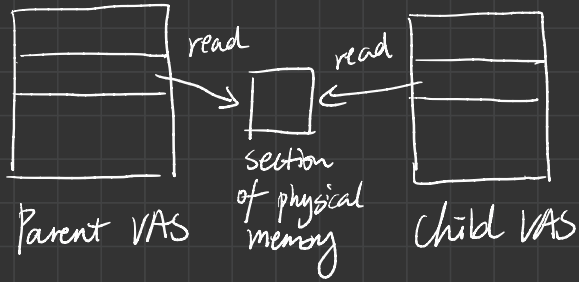 read
read
section
of physical
memory
Parent VAS
Child VAS